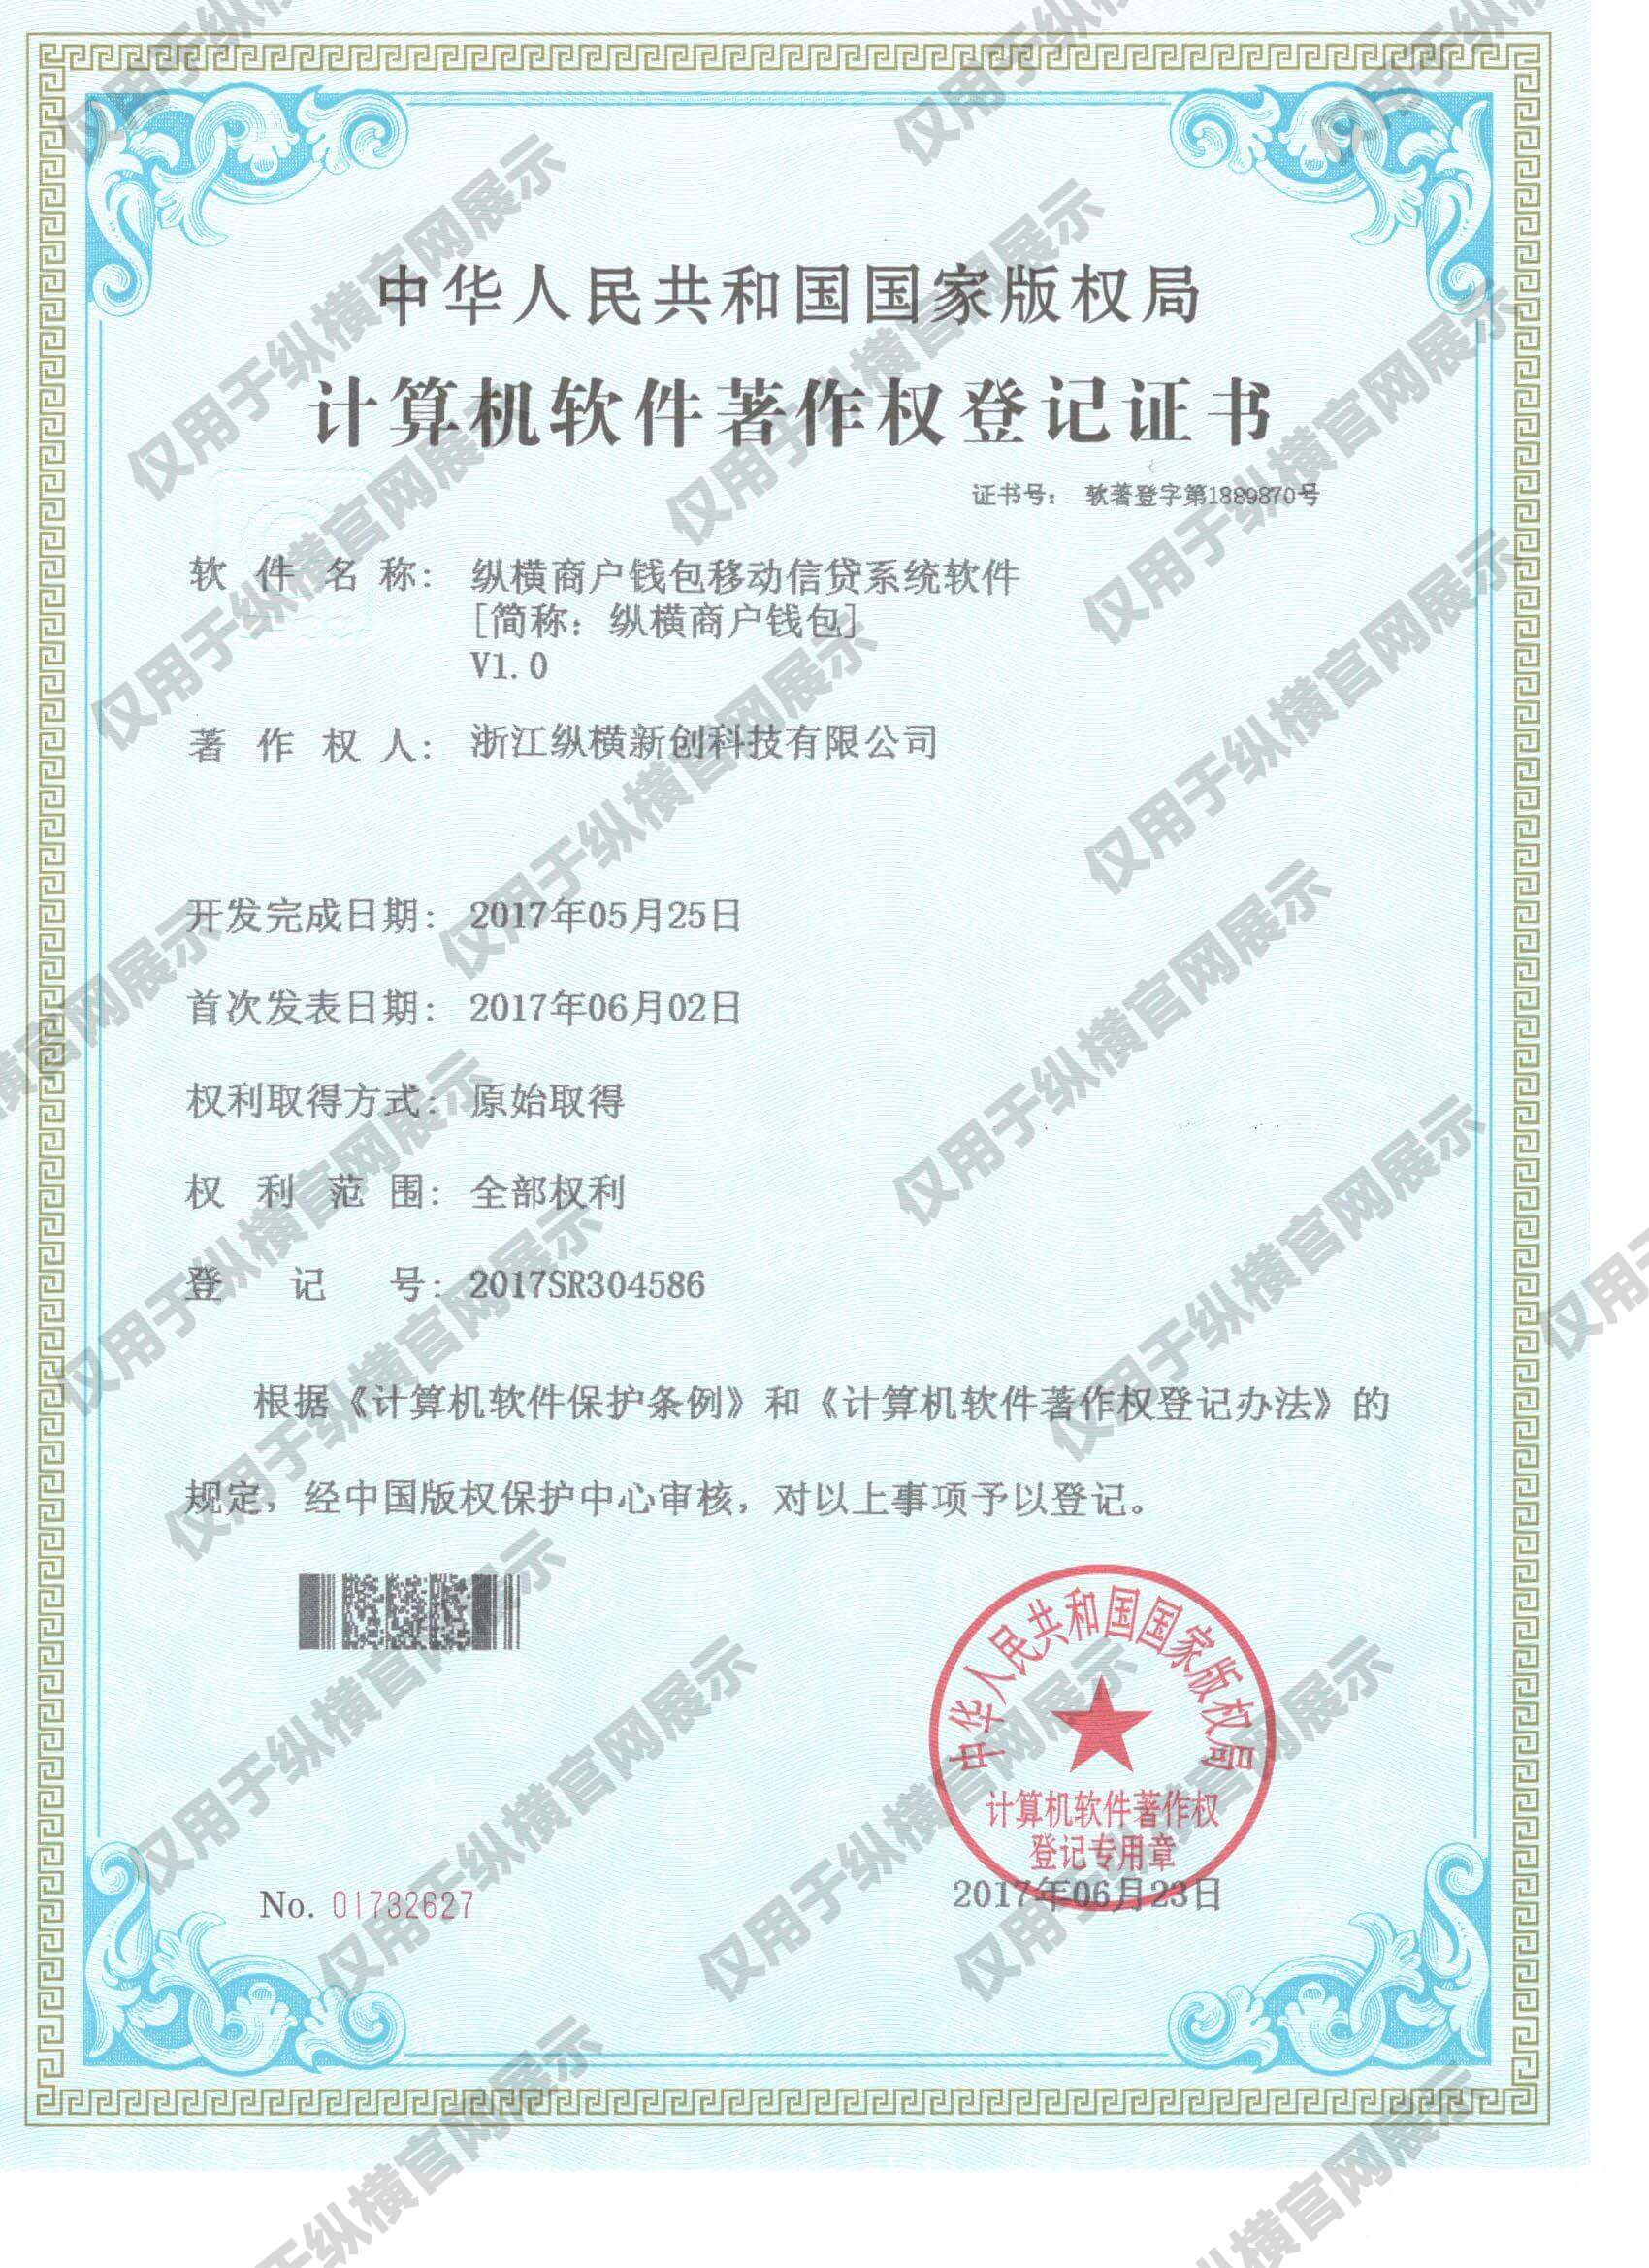 中华人民共和国国家版权局
计算机软件著作权登记证书
证书号： 软著登字第1889870号
软件名称： 纵横商户钱包移动信贷系统软件
[简称：纵横商户钱包]
V1.0
著作权人： 浙江纵横新创科技有限公司
开发完成日期： 2017年05月25日
首次发表日期： 2017年06月02日
权利取得方式： 原始取得
权利范围： 全部权利
登记号： 2017SR304586
根据《计算机软件保护条例》和《计算机软件著作权登记办法》的
规定，经中国版权保护中心审核，对以上事项予以登记。
中华人民共和国国家版权局
计算机软件著作权
登记专用章
No. 01732627
2017年06月23日
仅用于纵横官网展示